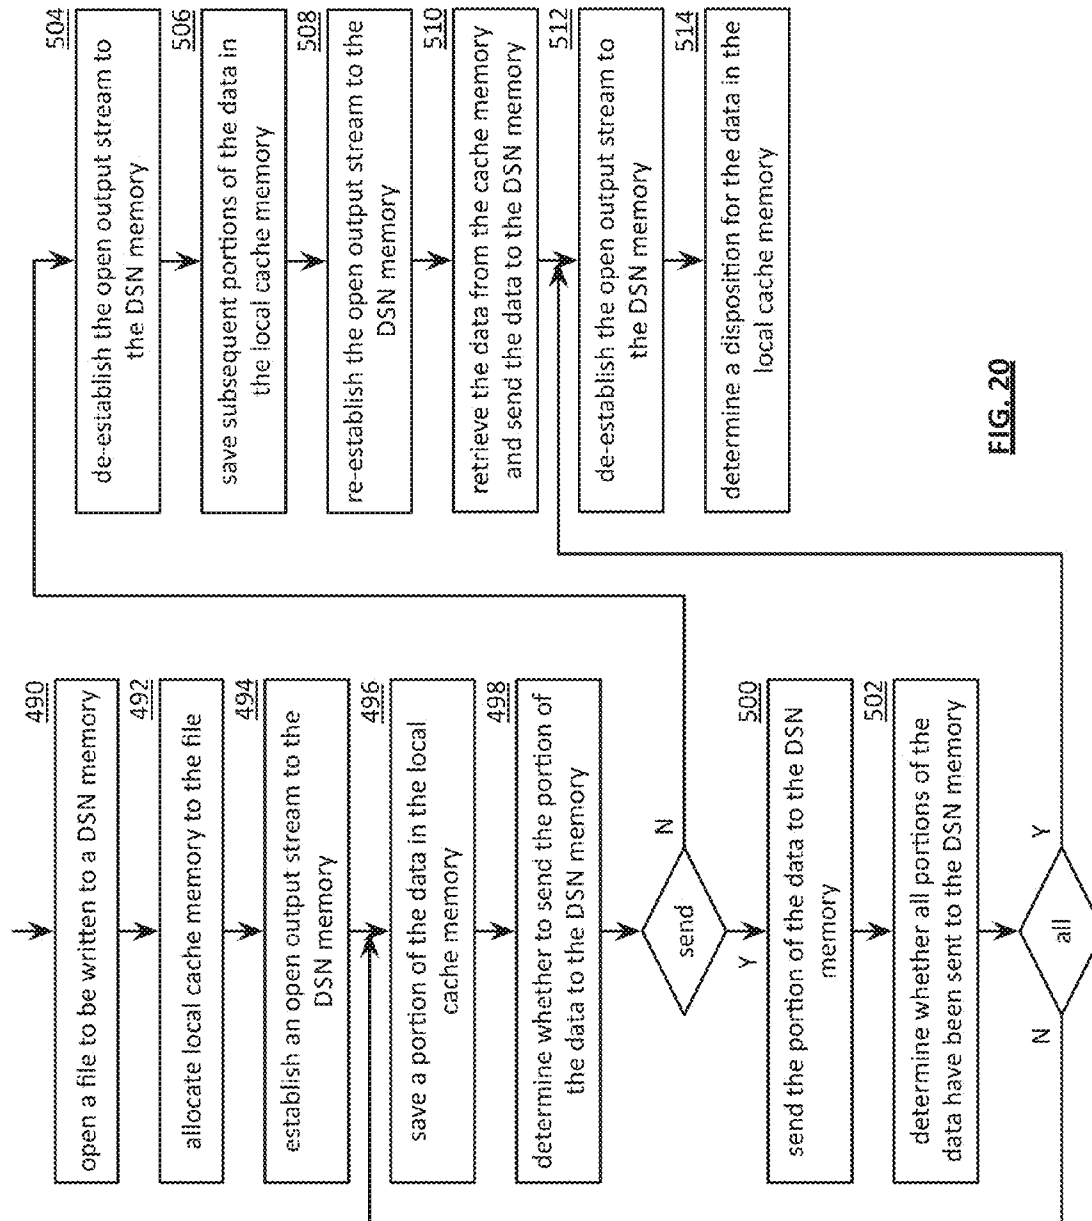 490
open a file to be written to a DSN memory
492
allocate local cache memory to the file
494
establish an open output stream to the
DSN memory
496
save a portion of the data in the local
cache memory
498
determine whether to send the portion of
the data to the DSN memory
send
N
Y
500
send the portion of the data to the DSN
memory
502
determine whether all portions of the
data have been sent to the DSN memory
all
N
Y
504
de-establish the open output stream to
the DSN memory
506
save subsequent portions of the data in
the local cache memory
508
re-establish the open output stream to the
DSN memory
510
retrieve the data from the cache memory
and send the data to the DSN memory
512
de-establish the open output stream to
the DSN memory
514
determine a disposition for the data in the
local cache memory
FIG. 20